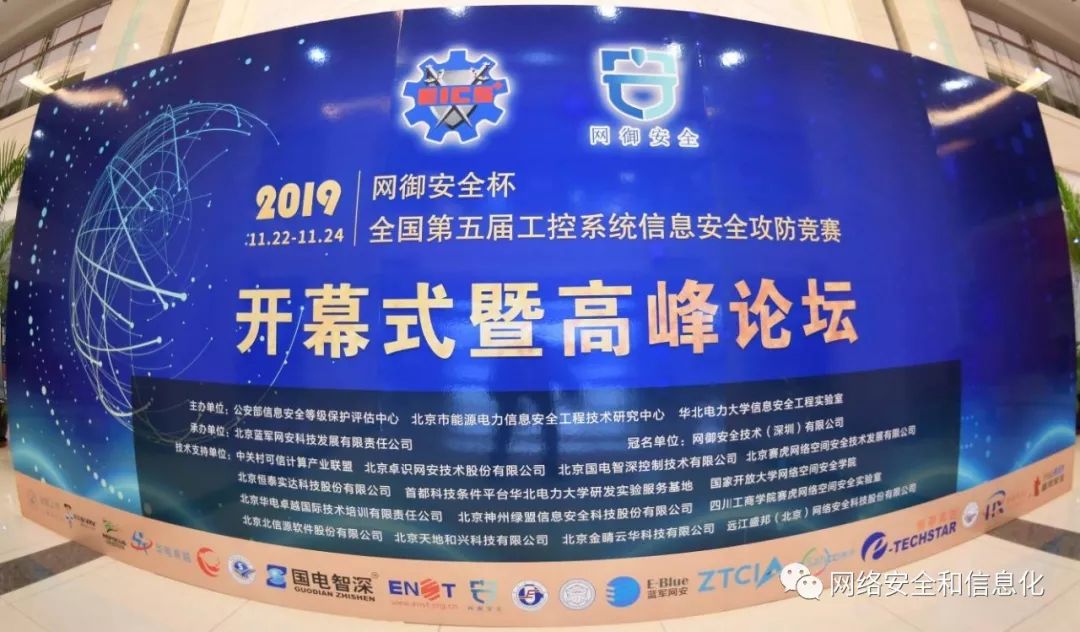 网御安全
2019
11.22-11.24
网御安全杯
全国第五届工控系统信息安全攻防竞赛
开幕式暨高峰论坛
主办单位：公安部信息安全等级保护评估中心 北京市能源电力信息安全工程技术研究中心 华北电力大学信息安全工程实验室
承办单位：北京蓝军网安科技发展有限责任公司 冠名单位：网御安全技术（深圳）有限公司
技术支持单位：中关村可信计算产业联盟 北京卓识网安技术股份有限公司 北京国电智深控制技术有限公司 北京赛虎网络空间安全技术发展有限公司
北京恒泰实达科技股份有限公司 首都科技条件平台华北电力大学研发实验服务基地 国家开放大学网络空间安全学院
北京华电卓越国际技术培训有限责任公司 北京神州绿盟信息安全科技股份有限公司 四川工商学院赛虎网络空间安全实验室
北京北信源软件股份有限公司 北京天地和兴科技有限公司 北京金睛云华科技有限公司 远江盛邦（北京）网络安全科技股份有限公司
国电智深
GUODIAN ZHISHEN
ENST
网御安全
E-Blue
蓝军网安
ZTCIA
E-TECHSTAR
网络安全和信息化